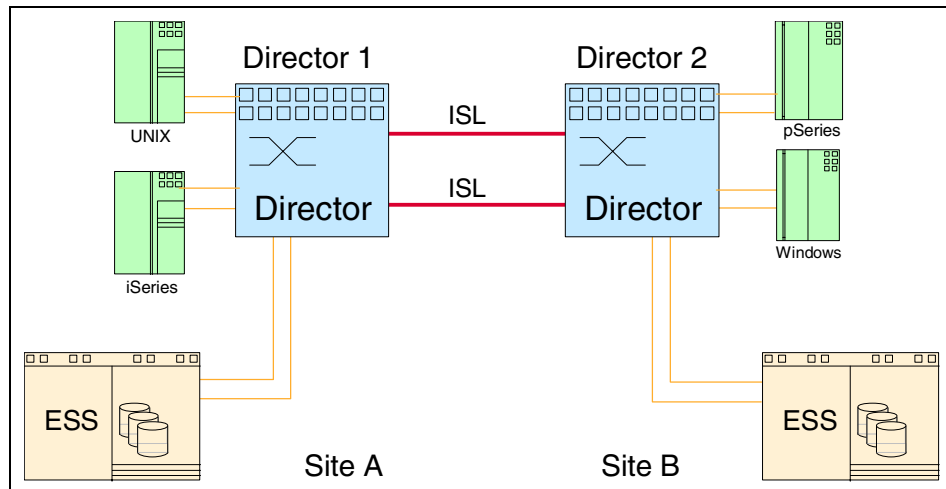 Director 1
Director 2
UNIX
ISL
pSeries
Director
ISL
Director
iSeries
Windows
ESS
ESS
Site A
Site B